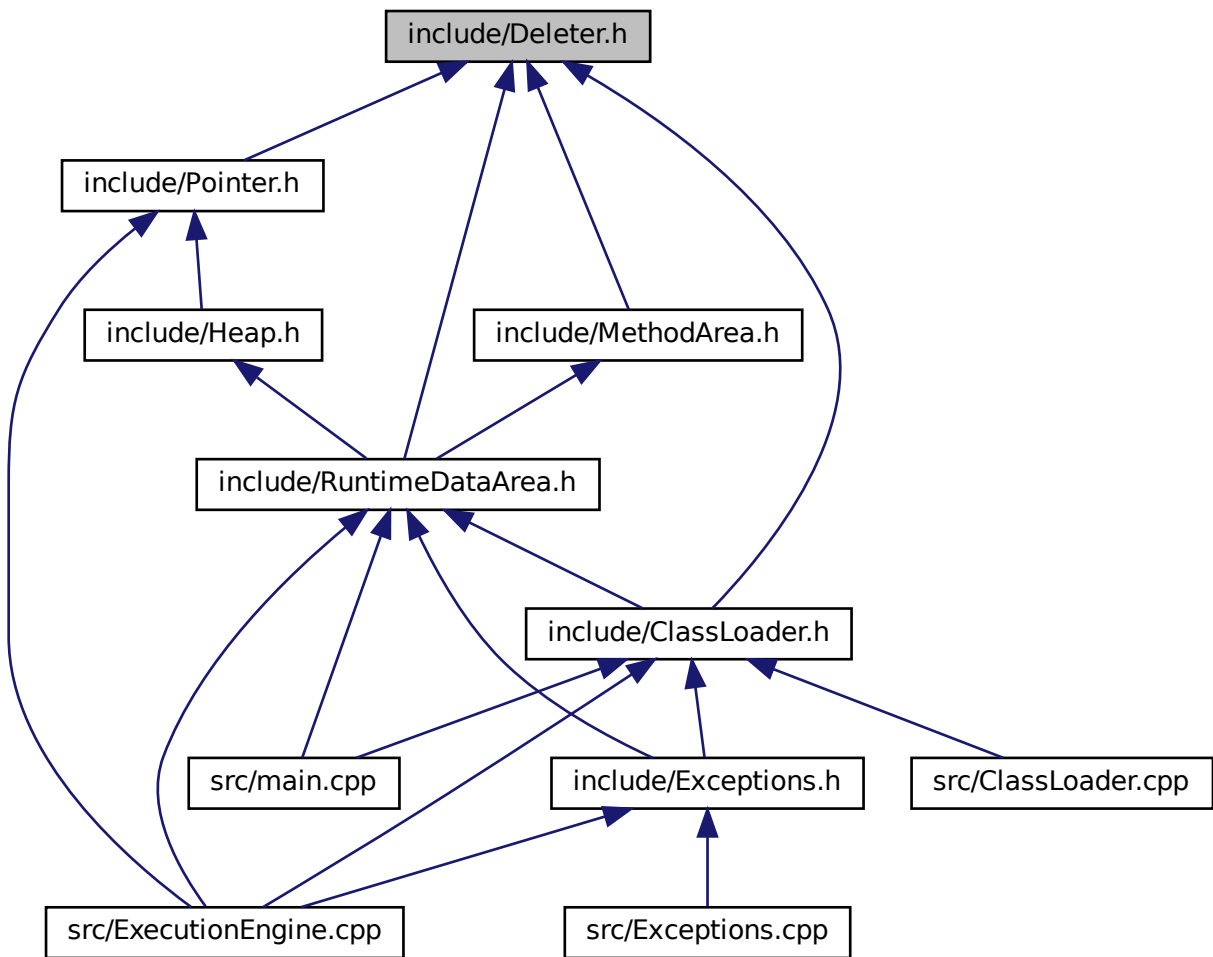 include/Deleter.h
include/Pointer.h
include/Heap.h
include/MethodArea.h
include/RuntimeDataArea.h
include/ClassLoader.h
src/main.cpp
include/Exceptions.h
src/ClassLoader.cpp
src/ExecutionEngine.cpp
src/Exceptions.cpp